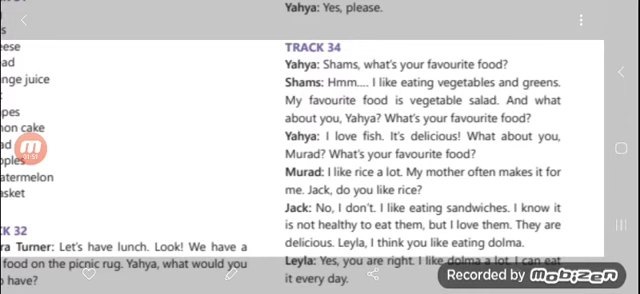 s
eese
ad
nge juice
pes
non cake
ad
pples
atermelon
asket
CK 32
ra Turner: Let's have lunch. Look! We have a
food on the picnic rug. Yahya, what would you
o have?
Yahya: Yes, please.
TRACK 34
Yahya: Shams, what's your favourite food?
Shams: Hmm.... I like eating vegetables and greens.
My favourite food is vegetable salad. And what
about you, Yahya? What's your favourite food?
Yahya: I love fish. It's delicious! What about you,
Murad? What's your favourite food?
Murad: I like rice a lot. My mother often makes it for
me. Jack, do you like rice?
Jack: No, I don't. I like eating sandwiches. I know it
is not healthy to eat them, but I love them. They are
delicious. Leyla, I think you like eating dolma.
Leyla: Yes, you are right. I like dolma a lot. I can eat
it every day.
Recorded by Mobizen